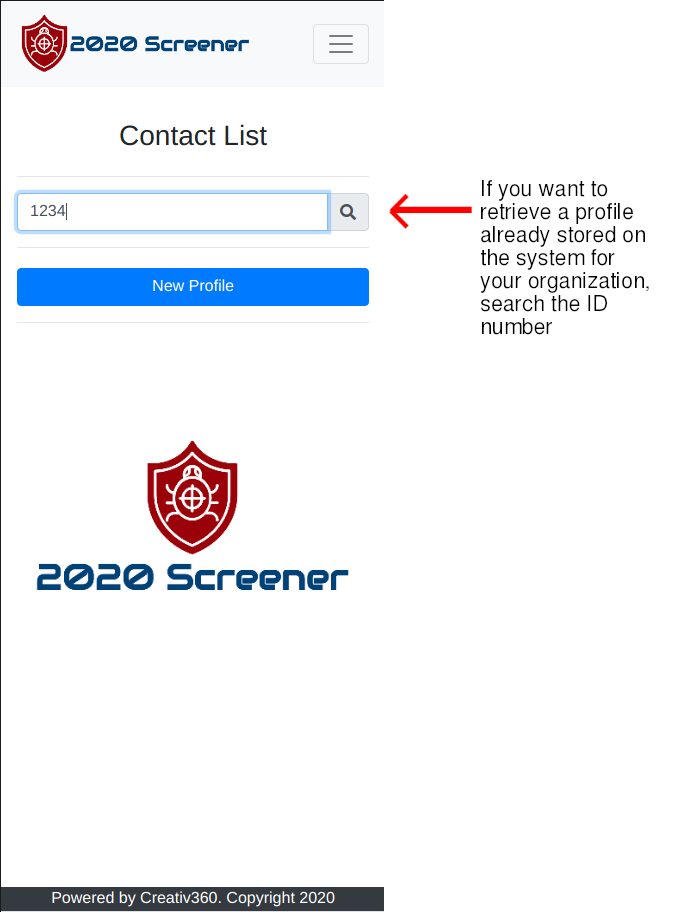 2020 Screener
Contact List
1234
If you want to
retrieve a profile
already stored on
the system for
your organization,
search the ID
number
New Profile
2020 Screener
Powered by Creativ360. Copyright 2020